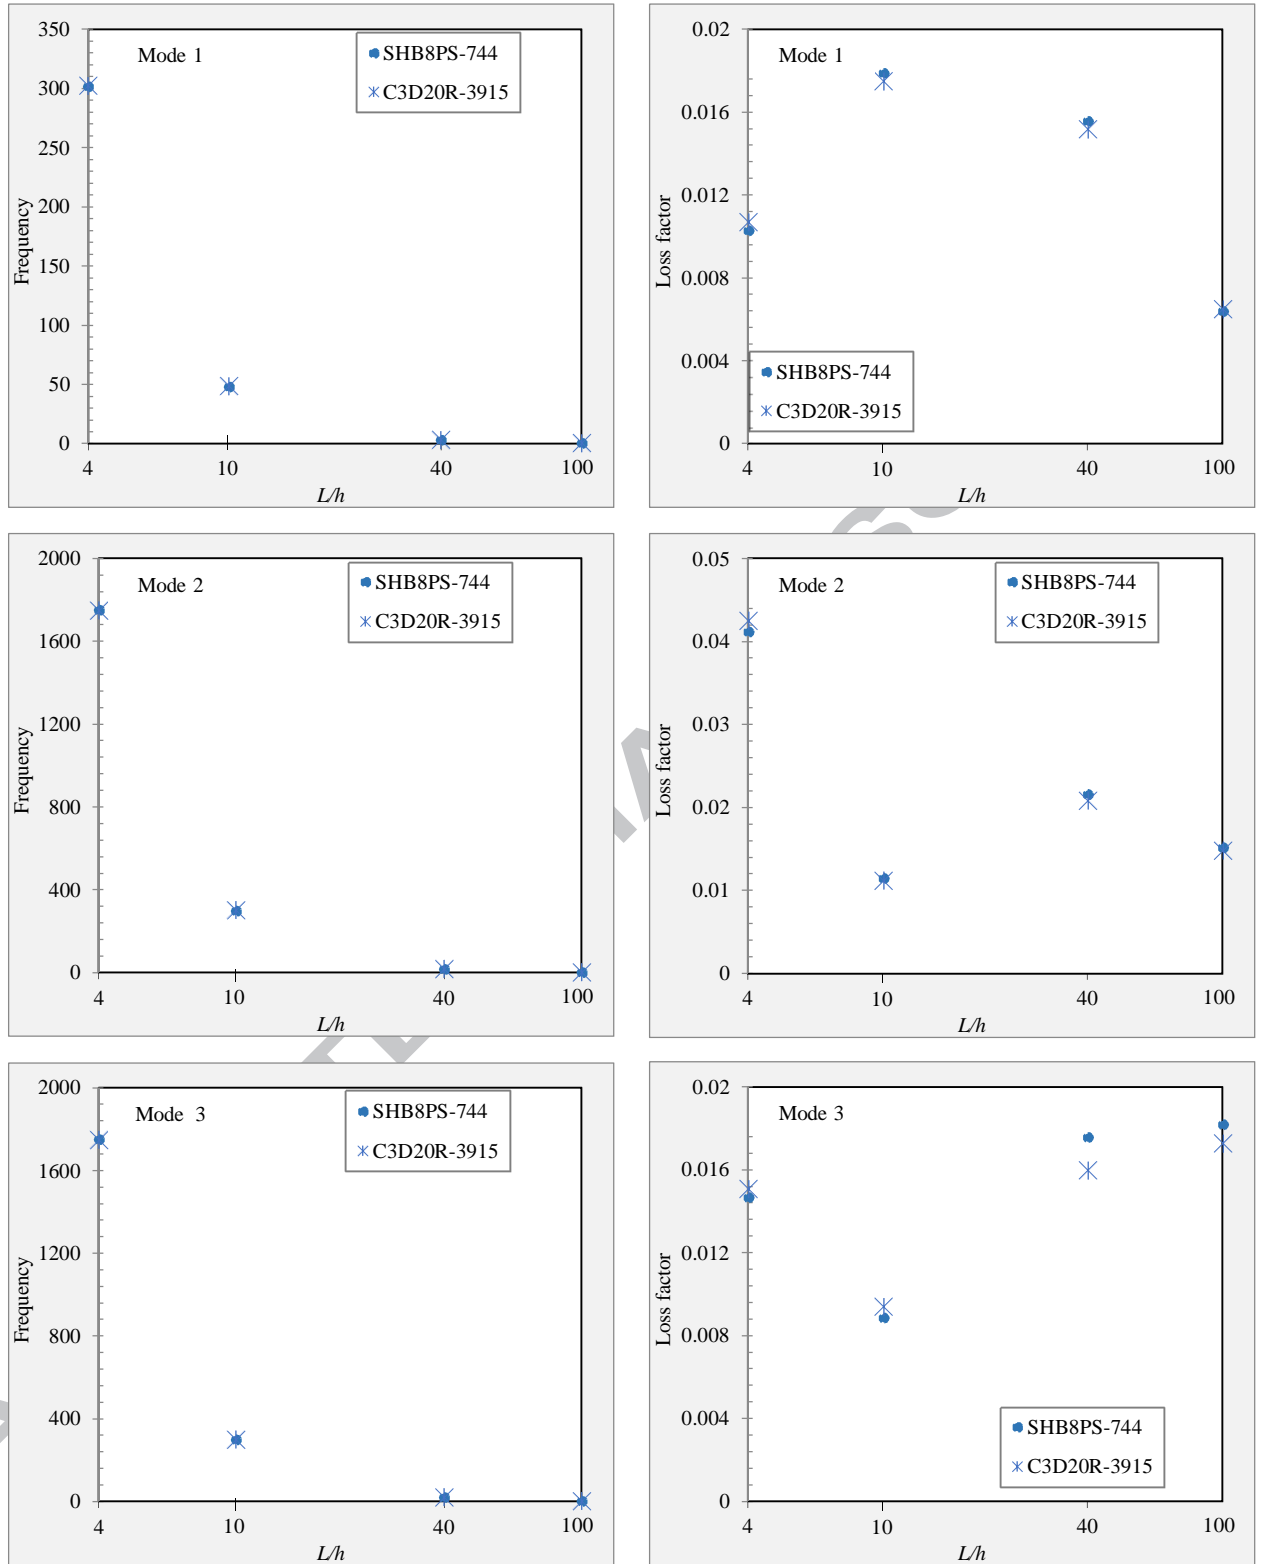 350
300
250
200
150
100
50
0
Frequency
Mode 1
SHB8PS-744
C3D20R-3915
4 10 40 100
L/h
0.02
0.016
0.012
0.008
0.004
0
Loss factor
Mode 1
SHB8PS-744
C3D20R-3915
4 10 40 100
L/h
2000
1600
1200
800
400
0
Frequency
Mode 2
SHB8PS-744
C3D20R-3915
4 10 40 100
L/h
0.05
0.04
0.03
0.02
0.01
0
Loss factor
Mode 2
SHB8PS-744
C3D20R-3915
4 10 40 100
L/h
2000
1600
1200
800
400
0
Frequency
Mode 3
SHB8PS-744
C3D20R-3915
4 10 40 100
L/h
0.02
0.016
0.012
0.008
0.004
0
Loss factor
Mode 3
SHB8PS-744
C3D20R-3915
4 10 40 100
L/h